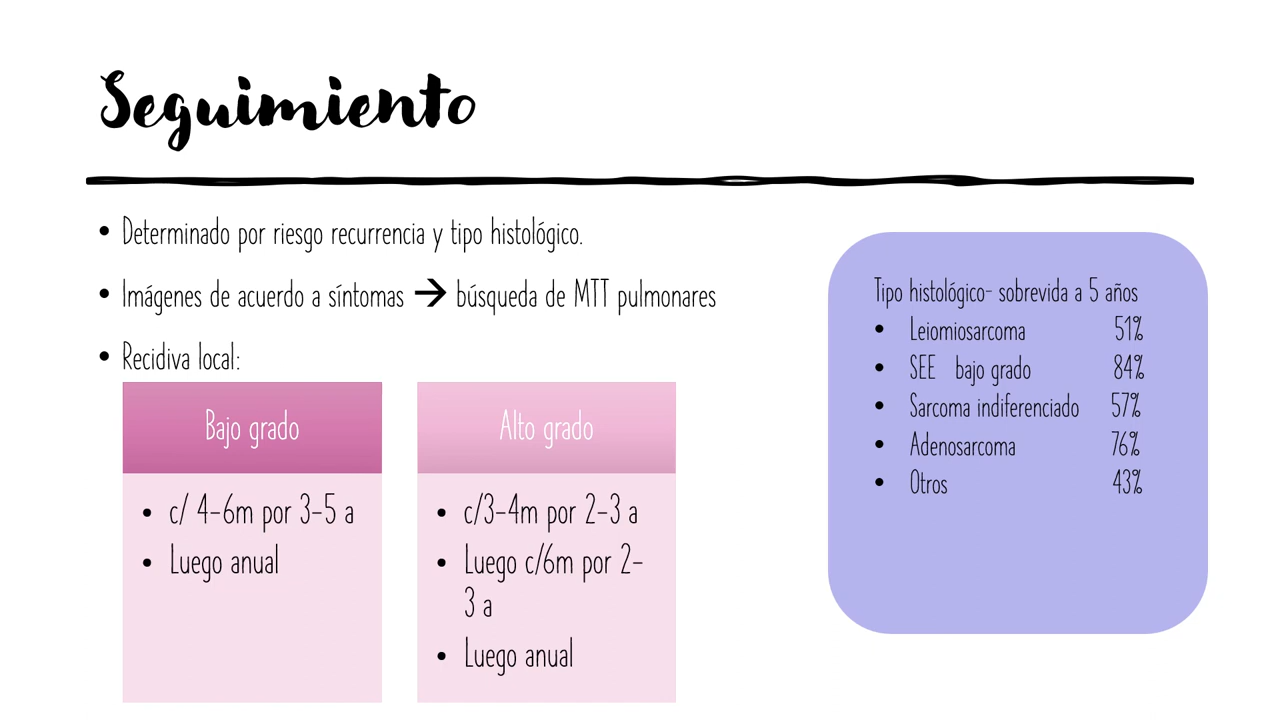 Seguimiento
• Determinado por riesgo recurrencia y tipo histológico.
• Imágenes de acuerdo a síntomas → búsqueda de MTT pulmonares
• Recidiva local:
Bajo grado
• c/ 4-6m por 3-5 a
• Luego anual
Alto grado
• c/3-4m por 2-3 a
• Luego c/6m por 2-
3 a
• Luego anual
Tipo histológico- sobrevida a 5 años
• Leiomiosarcoma 51%
• SEE bajo grado 84%
• Sarcoma indiferenciado 57%
• Adenosarcoma 76%
• Otros 43%